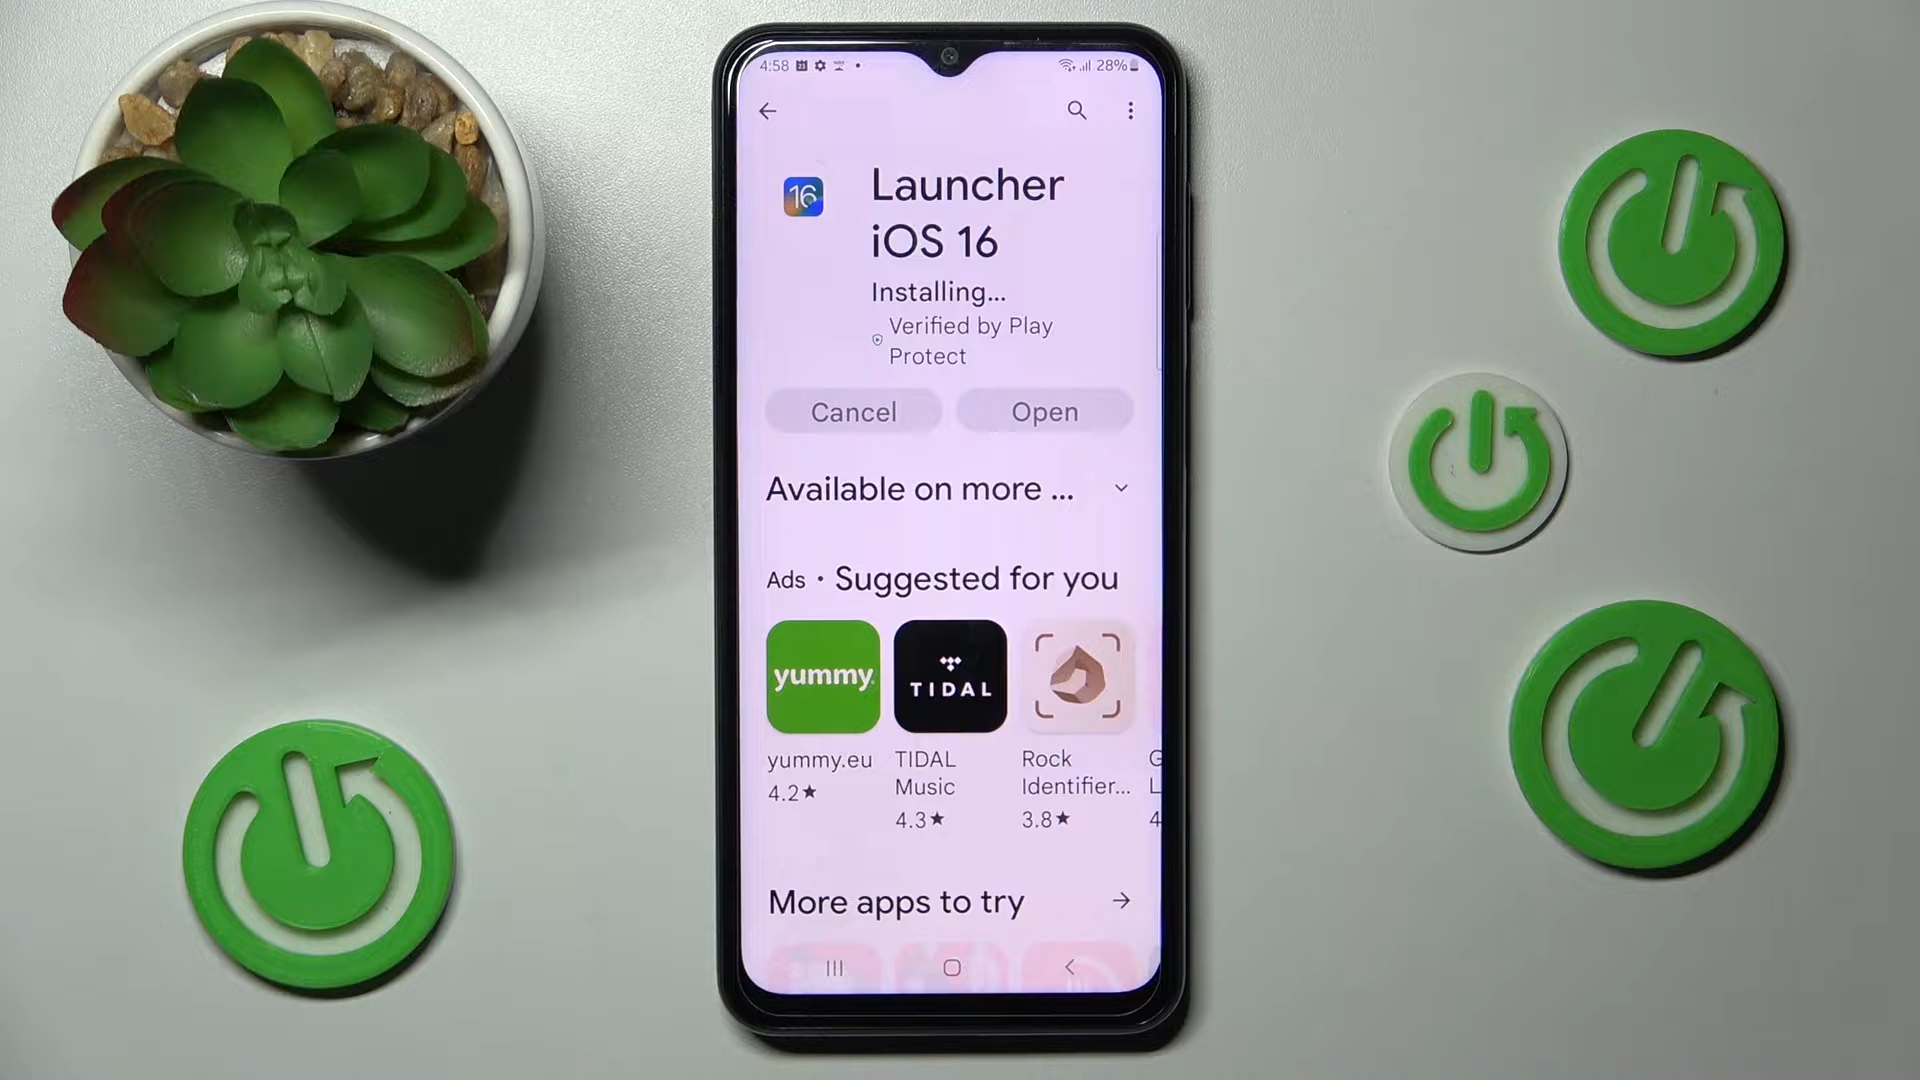 4:58
28%
16
Launcher
iOS 16
Installing...
Verified by Play
Protect
Cancel
Open
Available on more ...
Ads • Suggested for you
yummy.
TIDAL
yummy.eu
4.2★
TIDAL
Music
4.3★
Rock
Identifier...
3.8★
G
L
4
More apps to try